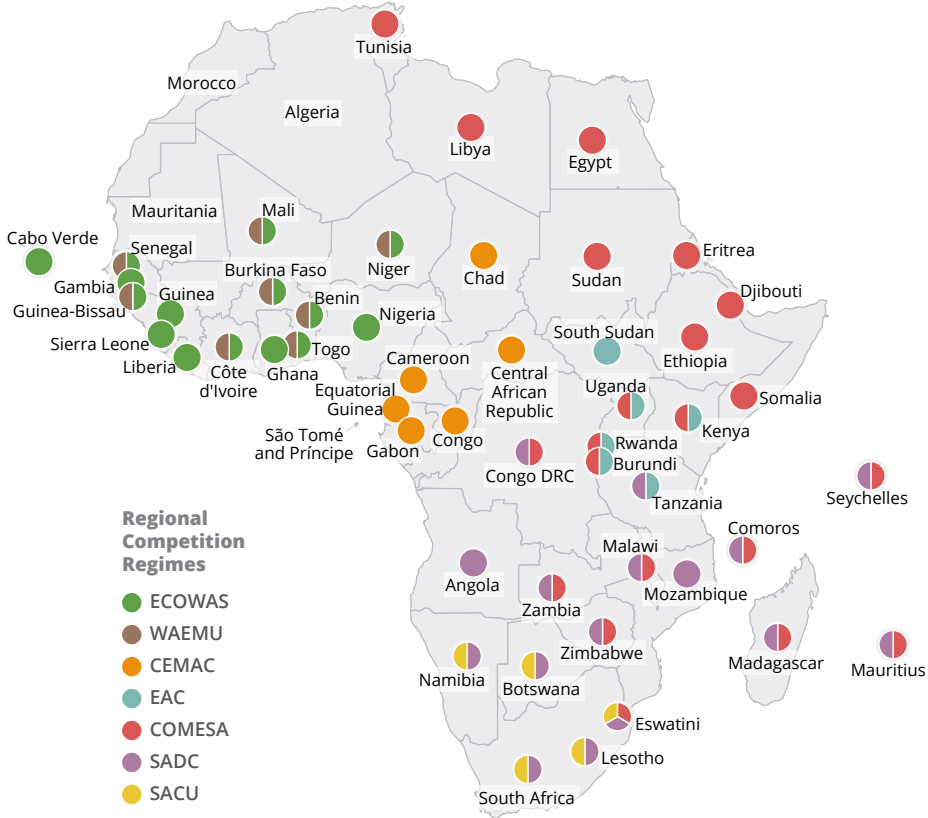 Tunisia
Morocco
Algeria
Libya
Egypt
Mauritania
Mali
Cabo Verde
Senegal
Niger
Chad
Sudan
Eritrea
Gambia
Burkina Faso
Djibouti
Guinea-Bissau
Guinea
Benin
Nigeria
Sierra Leone
South Sudan
Ethiopia
Liberia
Côte
d'Ivoire
Ghana
Togo
Cameroon
Central
African
Republic
Uganda
Somalia
Equatorial
Guinea
Kenya
São Tomé
and Príncipe
Gabon
Congo
Rwanda
Burundi
Congo DRC
Tanzania
Seychelles
Comoros
Malawi
Angola
Mozambique
Zambia
Zimbabwe
Madagascar
Mauritius
Namibia
Botswana
Eswatini
Lesotho
South Africa
Regional
Competition
Regimes
ECOWAS
WAEMU
CEMAC
EAC
COMESA
SADC
SACU